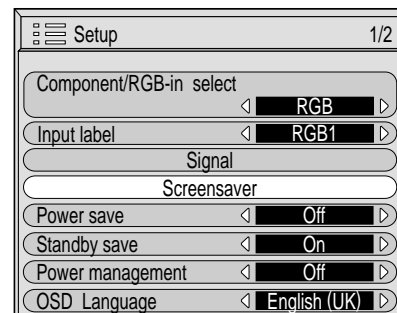 Setup 1/2
Component/RGB-in select
RGB
Input label RGB1
Signal
Screensaver
Power save Off
Standby save On
Power management Off
OSD Language English (UK)